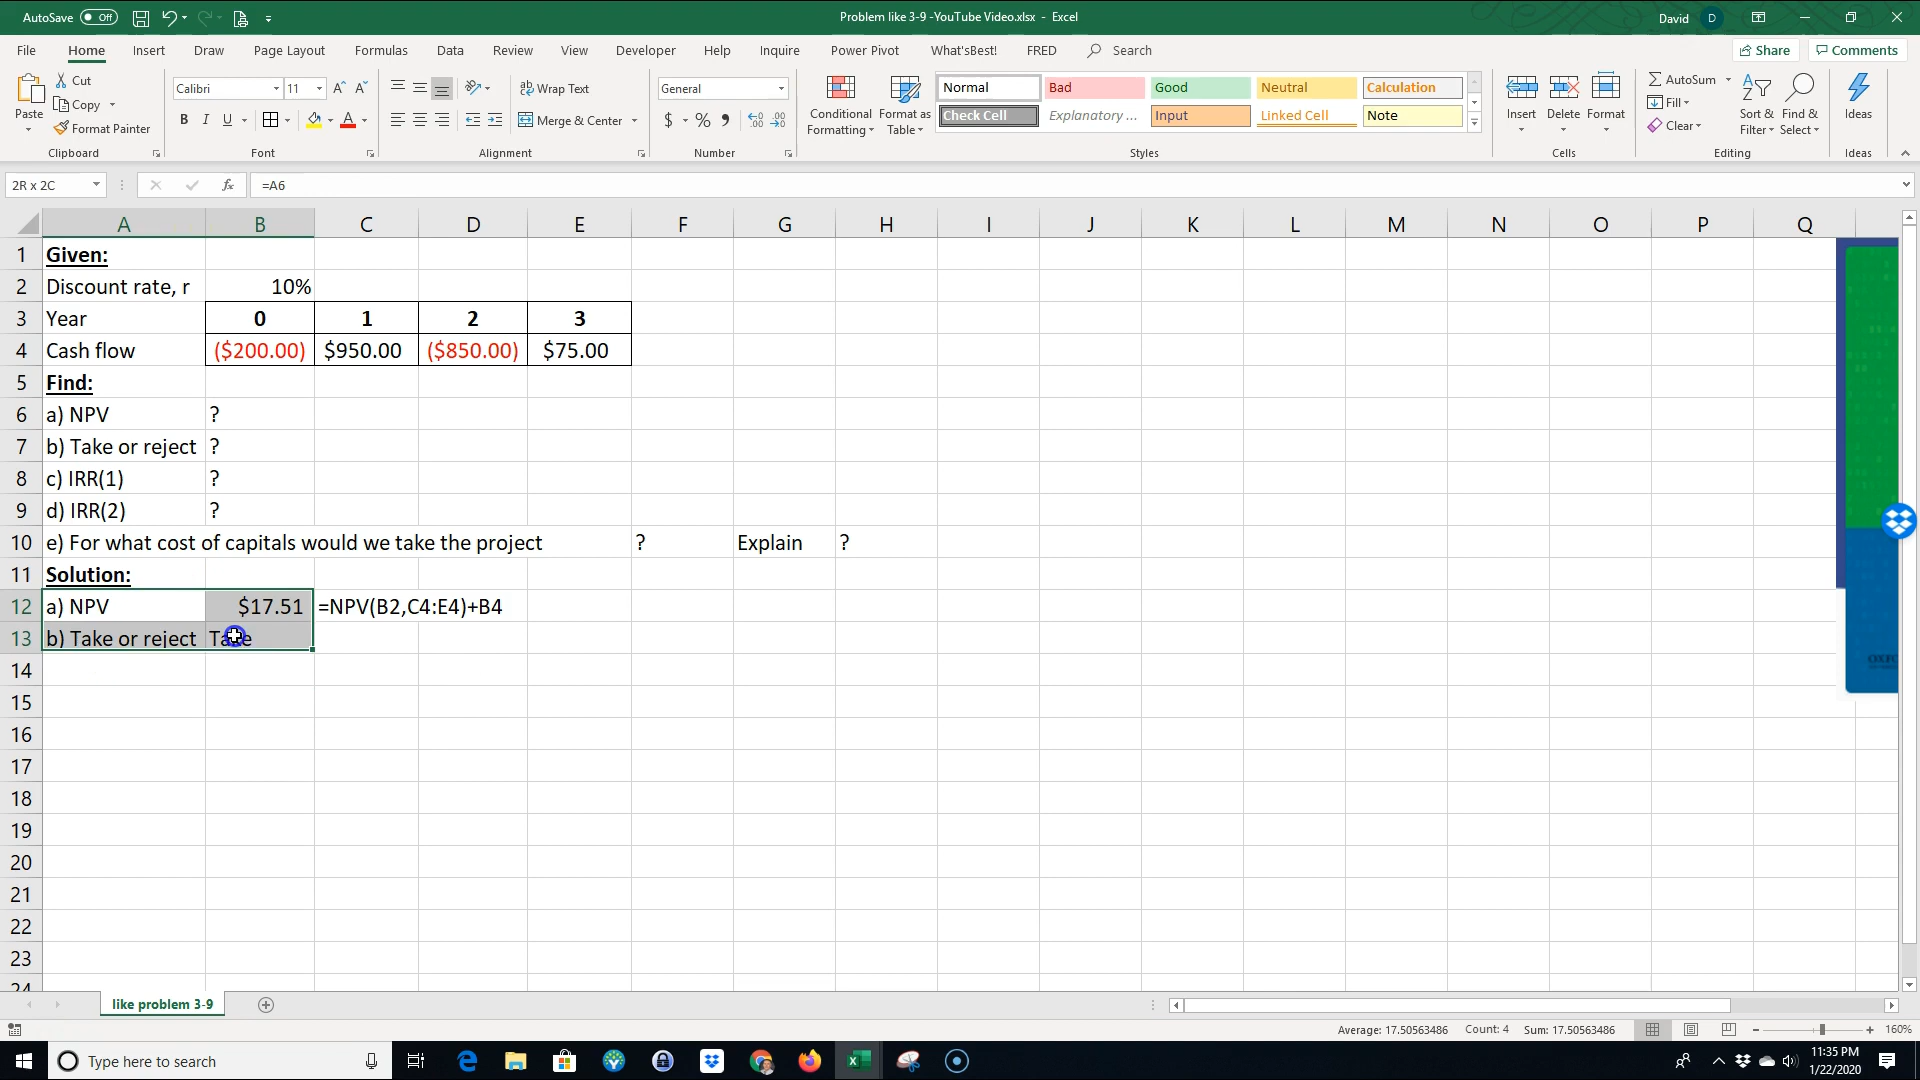 AutoSave Off
Problem like 3-9 -YouTube Video.xlsx - Excel
David D
File Home Insert Draw Page Layout Formulas Data Review View Developer Help Inquire Power Pivot What'sBest! FRED Search
Share Comments
Paste
Cut
Copy
Format Painter
Clipboard
Calibri 11
B I U
Font
Wrap Text
Merge & Center
Alignment
General
$ % ,
Number
Conditional Formatting
Format as Table
Normal Bad Good Neutral Calculation
Check Cell Explanatory ... Input Linked Cell Note
Styles
Insert Delete Format
Cells
AutoSum
Fill
Clear
Sort & Filter
Find & Select
Editing
Ideas
Ideas
2R x 2C fx =A6
A B C D E F G H I J K L M N O P Q
1 Given:
2 Discount rate, r 10%
3 Year 0 1 2 3
4 Cash flow ($200.00) $950.00 ($850.00) $75.00
5 Find:
6 a) NPV ?
7 b) Take or reject ?
8 c) IRR(1) ?
9 d) IRR(2) ?
10 e) For what cost of capitals would we take the project ? Explain ?
11 Solution:
12 a) NPV $17.51 =NPV(B2,C4:E4)+B4
13 b) Take or reject Take
14
15
16
17
18
19
20
21
22
23
24
like problem 3-9
Average: 17.50563486 Count: 4 Sum: 17.50563486 160%
Type here to search
11:35 PM
1/22/2020